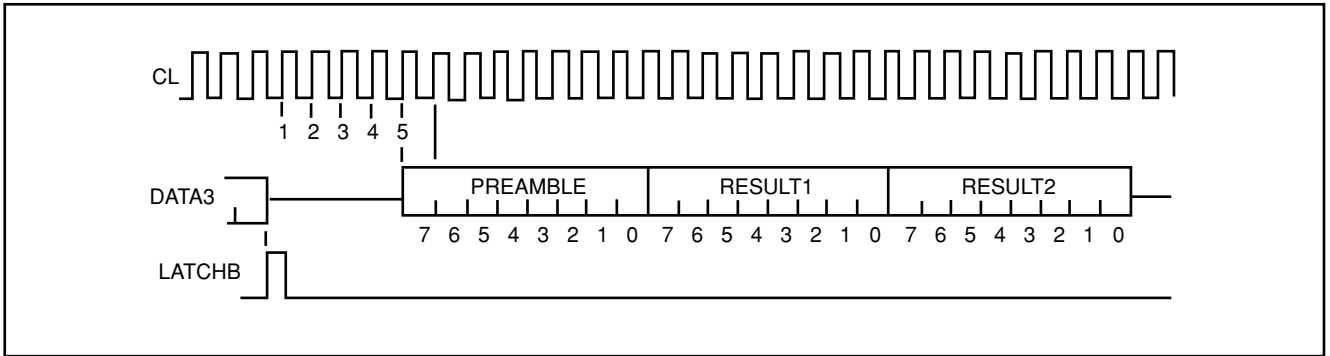 CL
1 2 3 4 5
DATA3 PREAMBLE RESULT1 RESULT2
7 6 5 4 3 2 1 0 7 6 5 4 3 2 1 0 7 6 5 4 3 2 1 0
LATCHB